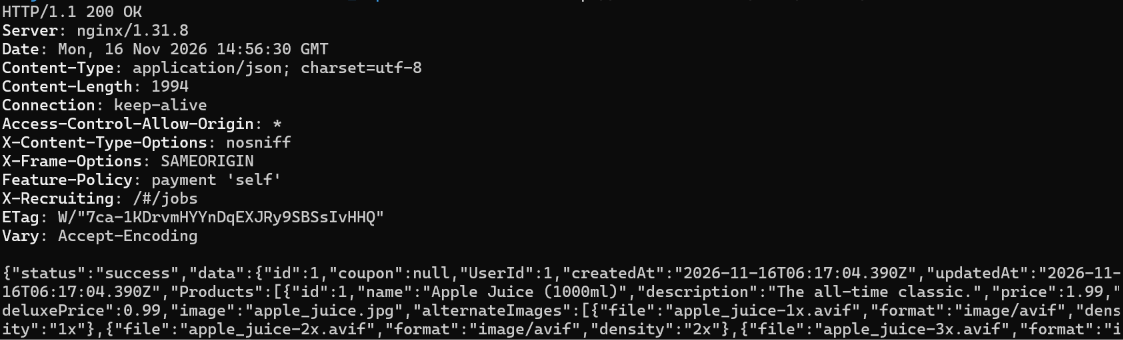 HTTP/1.1 200 OK
Server: nginx/1.31.8
Date: Mon, 16 Nov 2026 14:56:30 GMT
Content-Type: application/json; charset=utf-8
Content-Length: 1994
Connection: keep-alive
Access-Control-Allow-Origin: *
X-Content-Type-Options: nosniff
X-Frame-Options: SAMEORIGIN
Feature-Policy: payment 'self'
X-Recruiting: /#/jobs
ETag: W/"7ca-1KDrvmHYYnDqEXJRy9SBSsIvHHQ"
Vary: Accept-Encoding

{"status":"success","data":{"id":1,"coupon":null,"UserId":1,"createdAt":"2026-11-16T06:17:04.390Z","updatedAt":"2026-11-
16T06:17:04.390Z","Products":[{"id":1,"name":"Apple Juice (1000ml)","description":"The all-time classic.","price":1.99,"
deluxePrice":0.99,"image":"apple_juice.jpg","alternateImages":[{"file":"apple_juice-1x.avif","format":"image/avif","dens
ity":"1x"},{"file":"apple_juice-2x.avif","format":"image/avif","density":"2x"},{"file":"apple_juice-3x.avif","format":"i